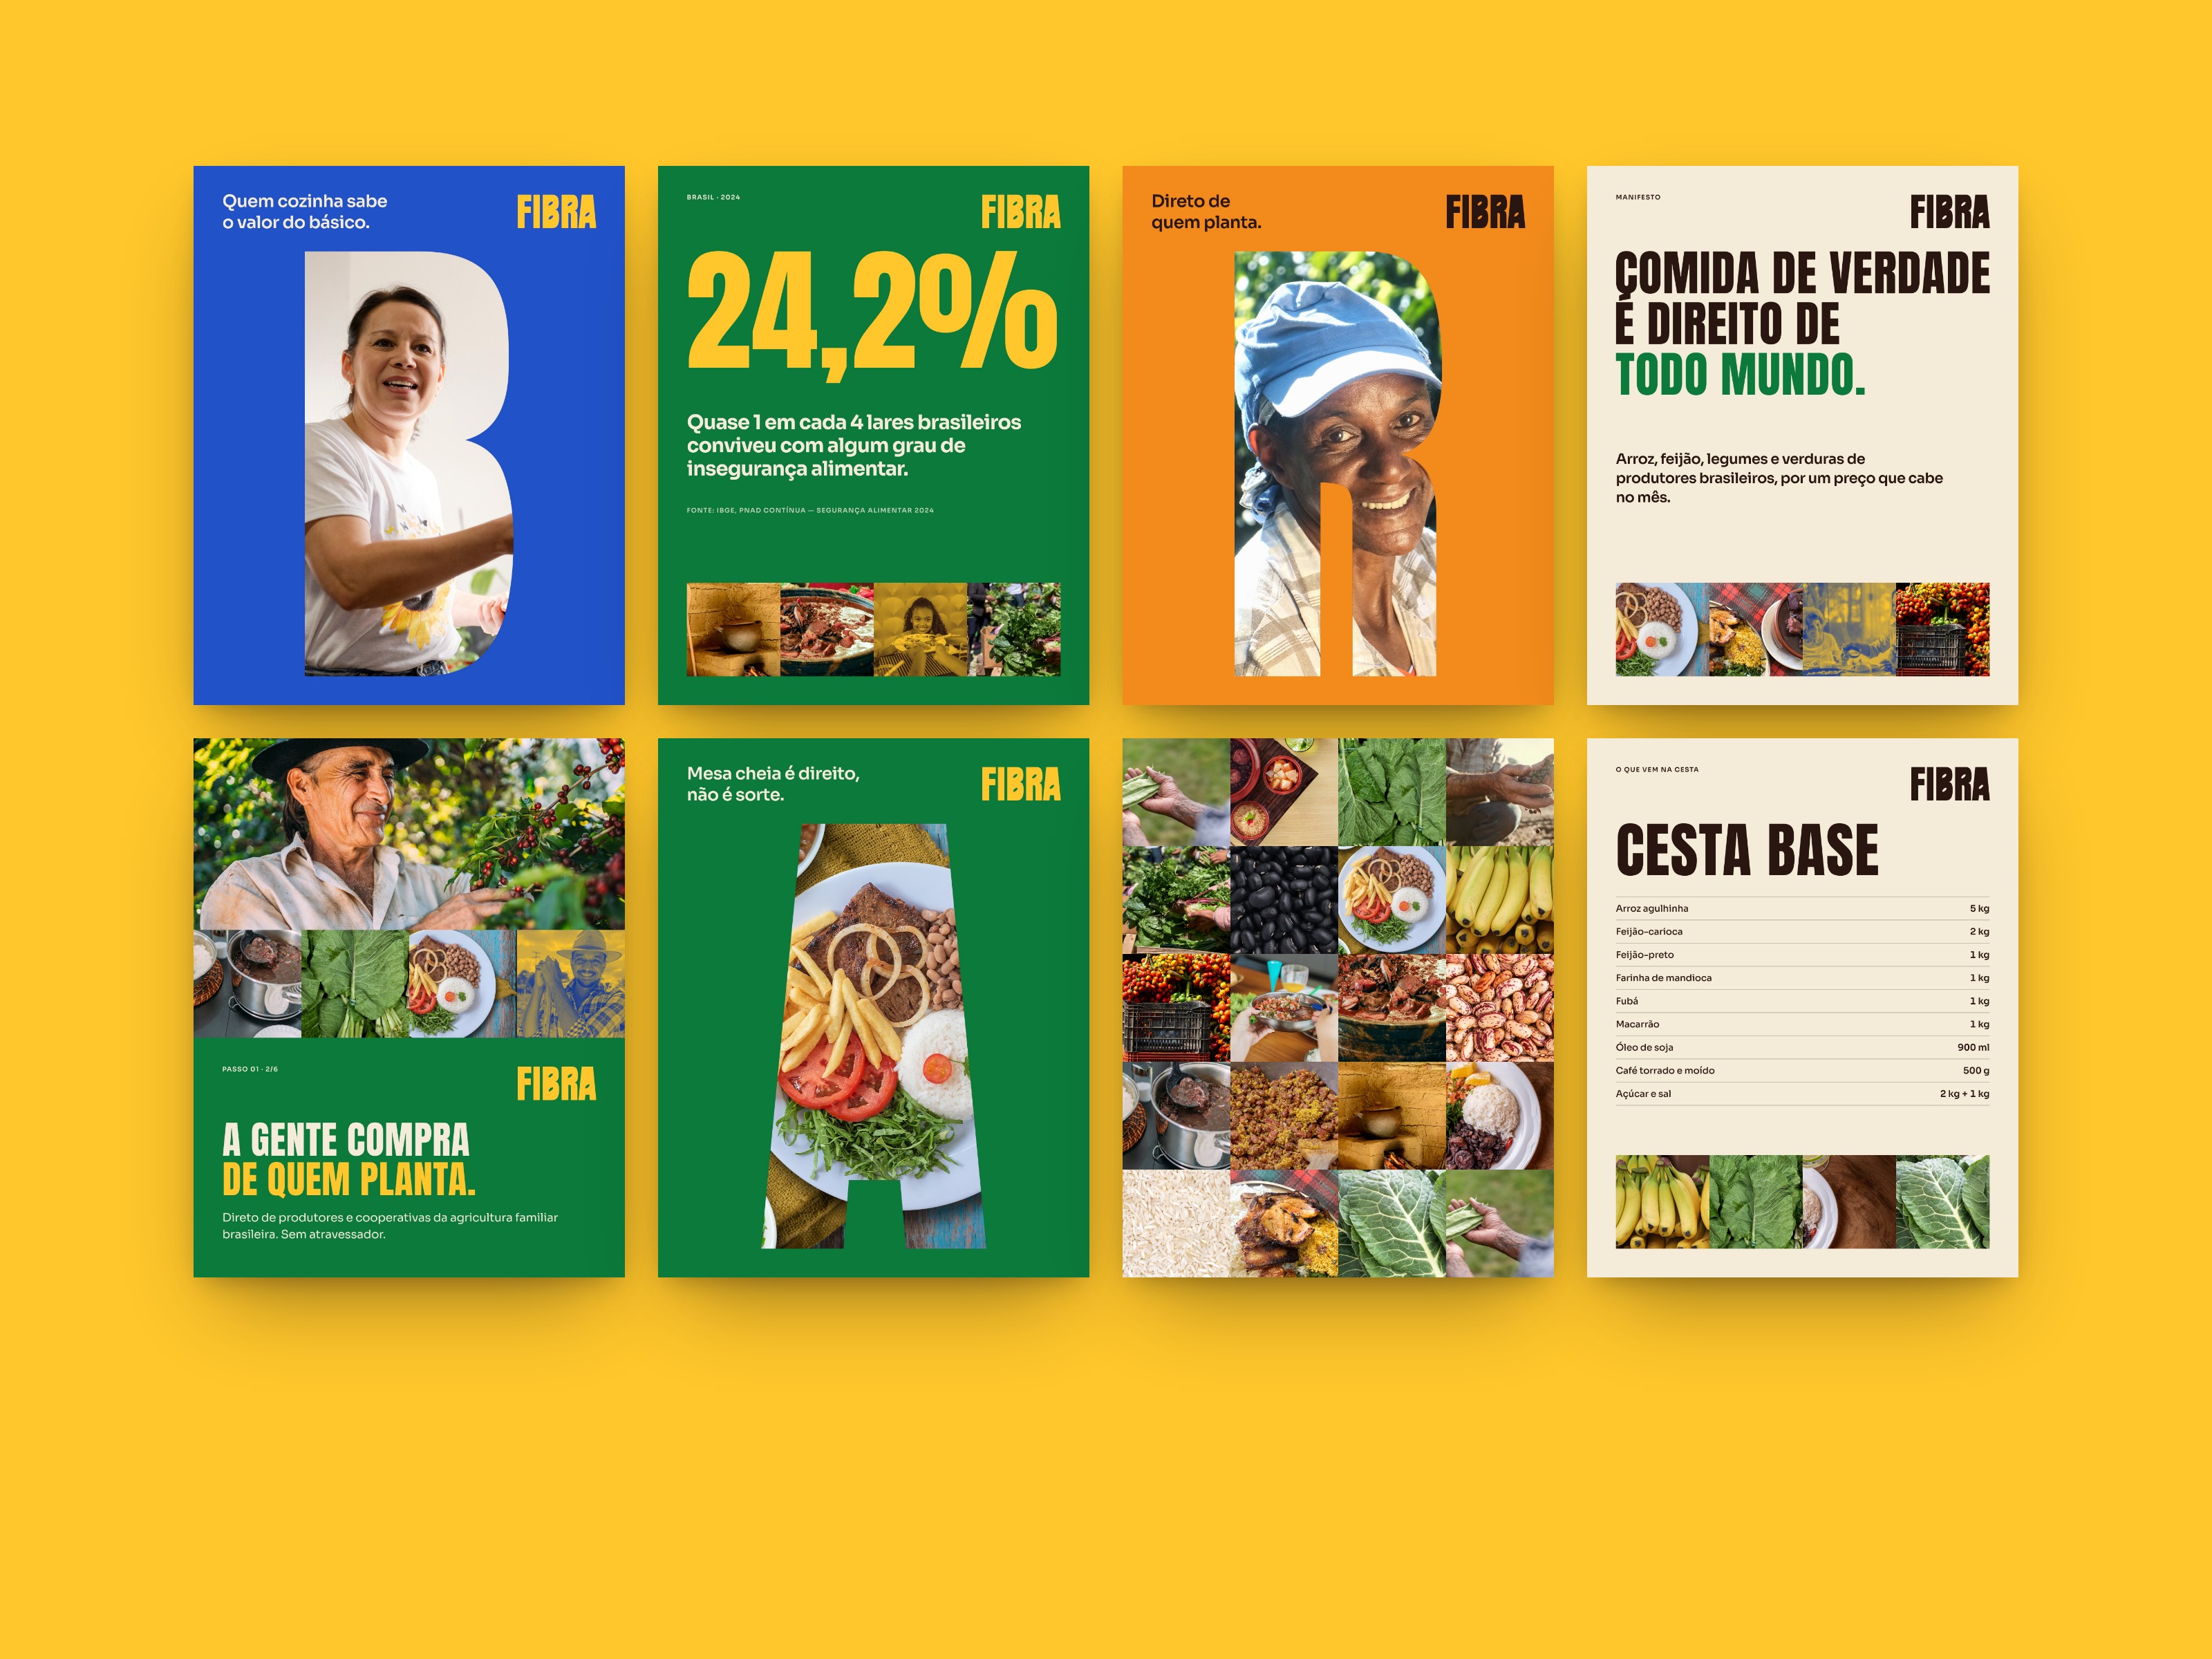 Quem cozinha sabe
o valor do básico.
FIBRA
BRASIL · 2024
FIBRA
24,2%
Quase 1 em cada 4 lares brasileiros
conviveu com algum grau de
insegurança alimentar.
FONTE: IBGE, PNAD CONTÍNUA — SEGURANÇA ALIMENTAR 2024
Direto de
quem planta.
FIBRA
MANIFESTO
FIBRA
COMIDA DE VERDADE
É DIREITO DE
TODO MUNDO.
Arroz, feijão, legumes e verduras de
produtores brasileiros, por um preço que cabe
no mês.
PASSO 01 · 2/6
FIBRA
A GENTE COMPRA
DE QUEM PLANTA.
Direto de produtores e cooperativas da agricultura familiar
brasileira. Sem atravessador.
Mesa cheia é direito,
não é sorte.
FIBRA
O QUE VEM NA CESTA
FIBRA
CESTA BASE
Arroz agulhinha 5 kg
Feijão-carioca 2 kg
Feijão-preto 1 kg
Farinha de mandioca 1 kg
Fubá 1 kg
Macarrão 1 kg
Óleo de soja 900 ml
Café torrado e moído 500 g
Açúcar e sal 2 kg + 1 kg